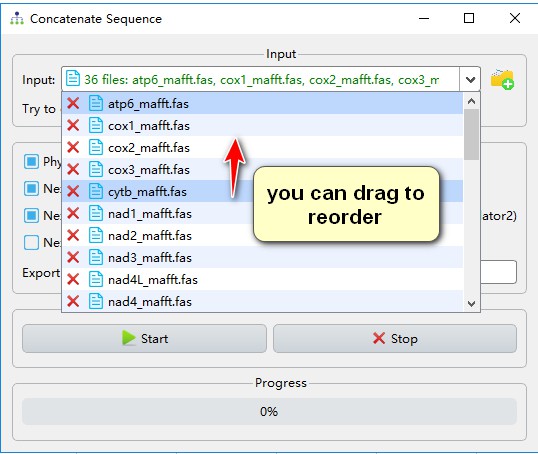 Concatenate Sequence
Input
Input: 36 files: atp6_mafft.fas, cox1_mafft.fas, cox2_mafft.fas, cox3_m
Try to
atp6_mafft.fas
cox1_mafft.fas
cox2_mafft.fas
cox3_mafft.fas
cytb_mafft.fas
nad1_mafft.fas
nad2_mafft.fas
nad3_mafft.fas
nad4L_mafft.fas
nad4_mafft.fas
you can drag to
reorder
Phy
Ne
Ne
ator2)
Ne
Export
Start
Stop
Progress
0%